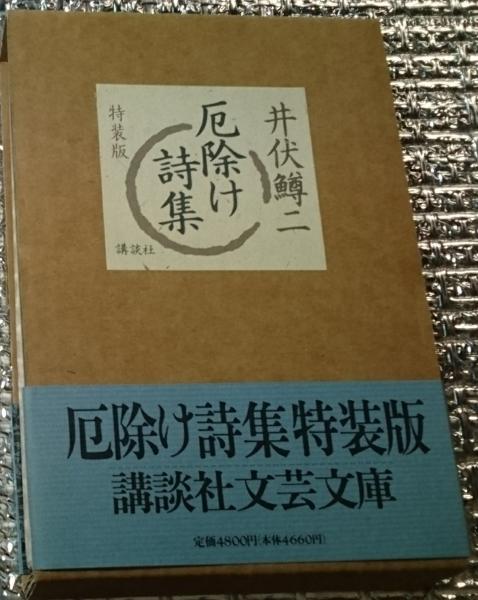 井伏鱒二
厄除け
詩集
特装版
講談社
厄除け詩集特装版
講談社文芸文庫
定価4800円(本体4660円)